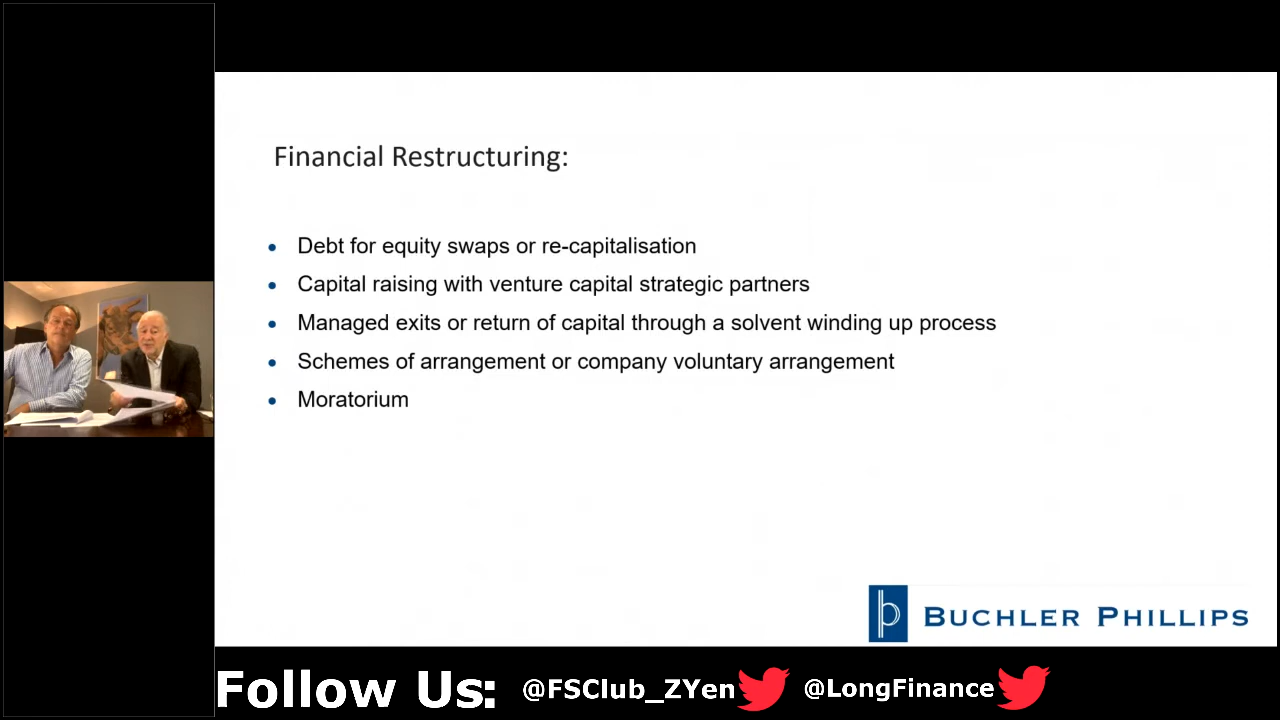 Financial Restructuring:
• Debt for equity swaps or re-capitalisation
• Capital raising with venture capital strategic partners
• Managed exits or return of capital through a solvent winding up process
• Schemes of arrangement or company voluntary arrangement
• Moratorium
BUCHLER PHILLIPS
Follow Us: @FSClub_ZYen @LongFinance